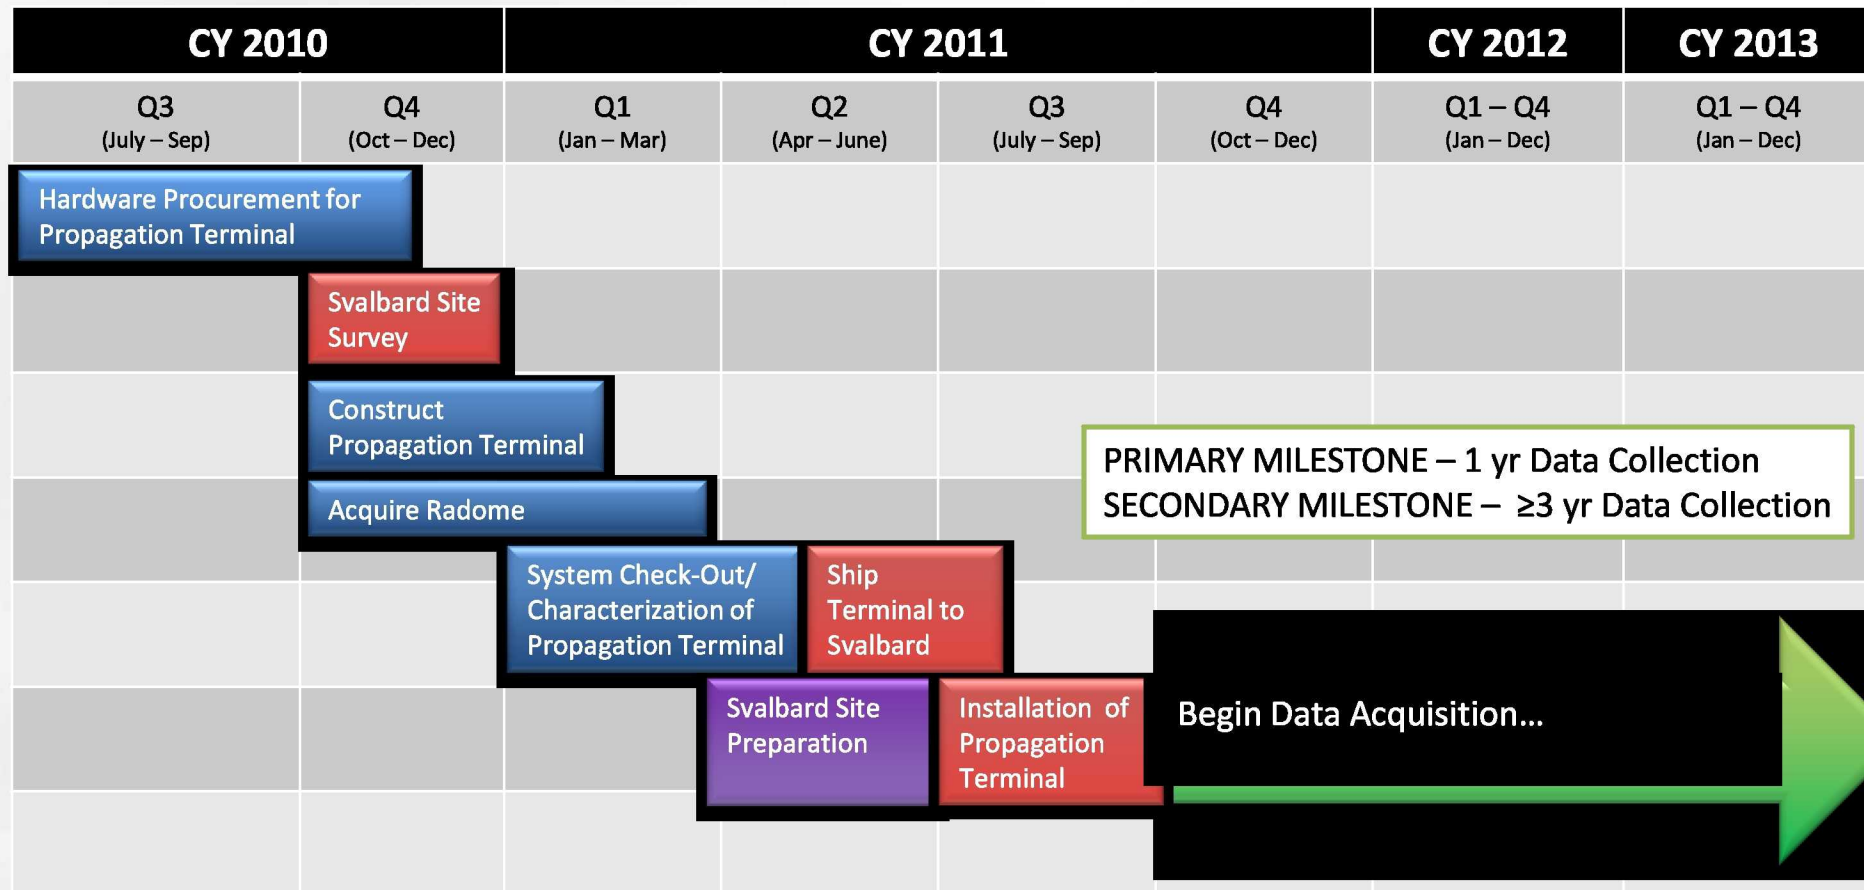 CY 2010
CY 2011
CY 2012
CY 2013
Q3
(July – Sep)
Q4
(Oct – Dec)
Q1
(Jan – Mar)
Q2
(Apr – June)
Q3
(July – Sep)
Q4
(Oct – Dec)
Q1 – Q4
(Jan – Dec)
Q1 – Q4
(Jan – Dec)
Hardware Procurement for
Propagation Terminal
Svalbard Site
Survey
Construct
Propagation Terminal
PRIMARY MILESTONE – 1 yr Data Collection
SECONDARY MILESTONE – ≥3 yr Data Collection
Acquire Radome
System Check-Out/
Characterization of
Propagation Terminal
Ship
Terminal to
Svalbard
Svalbard Site
Preparation
Installation of
Propagation
Terminal
Begin Data Acquisition...